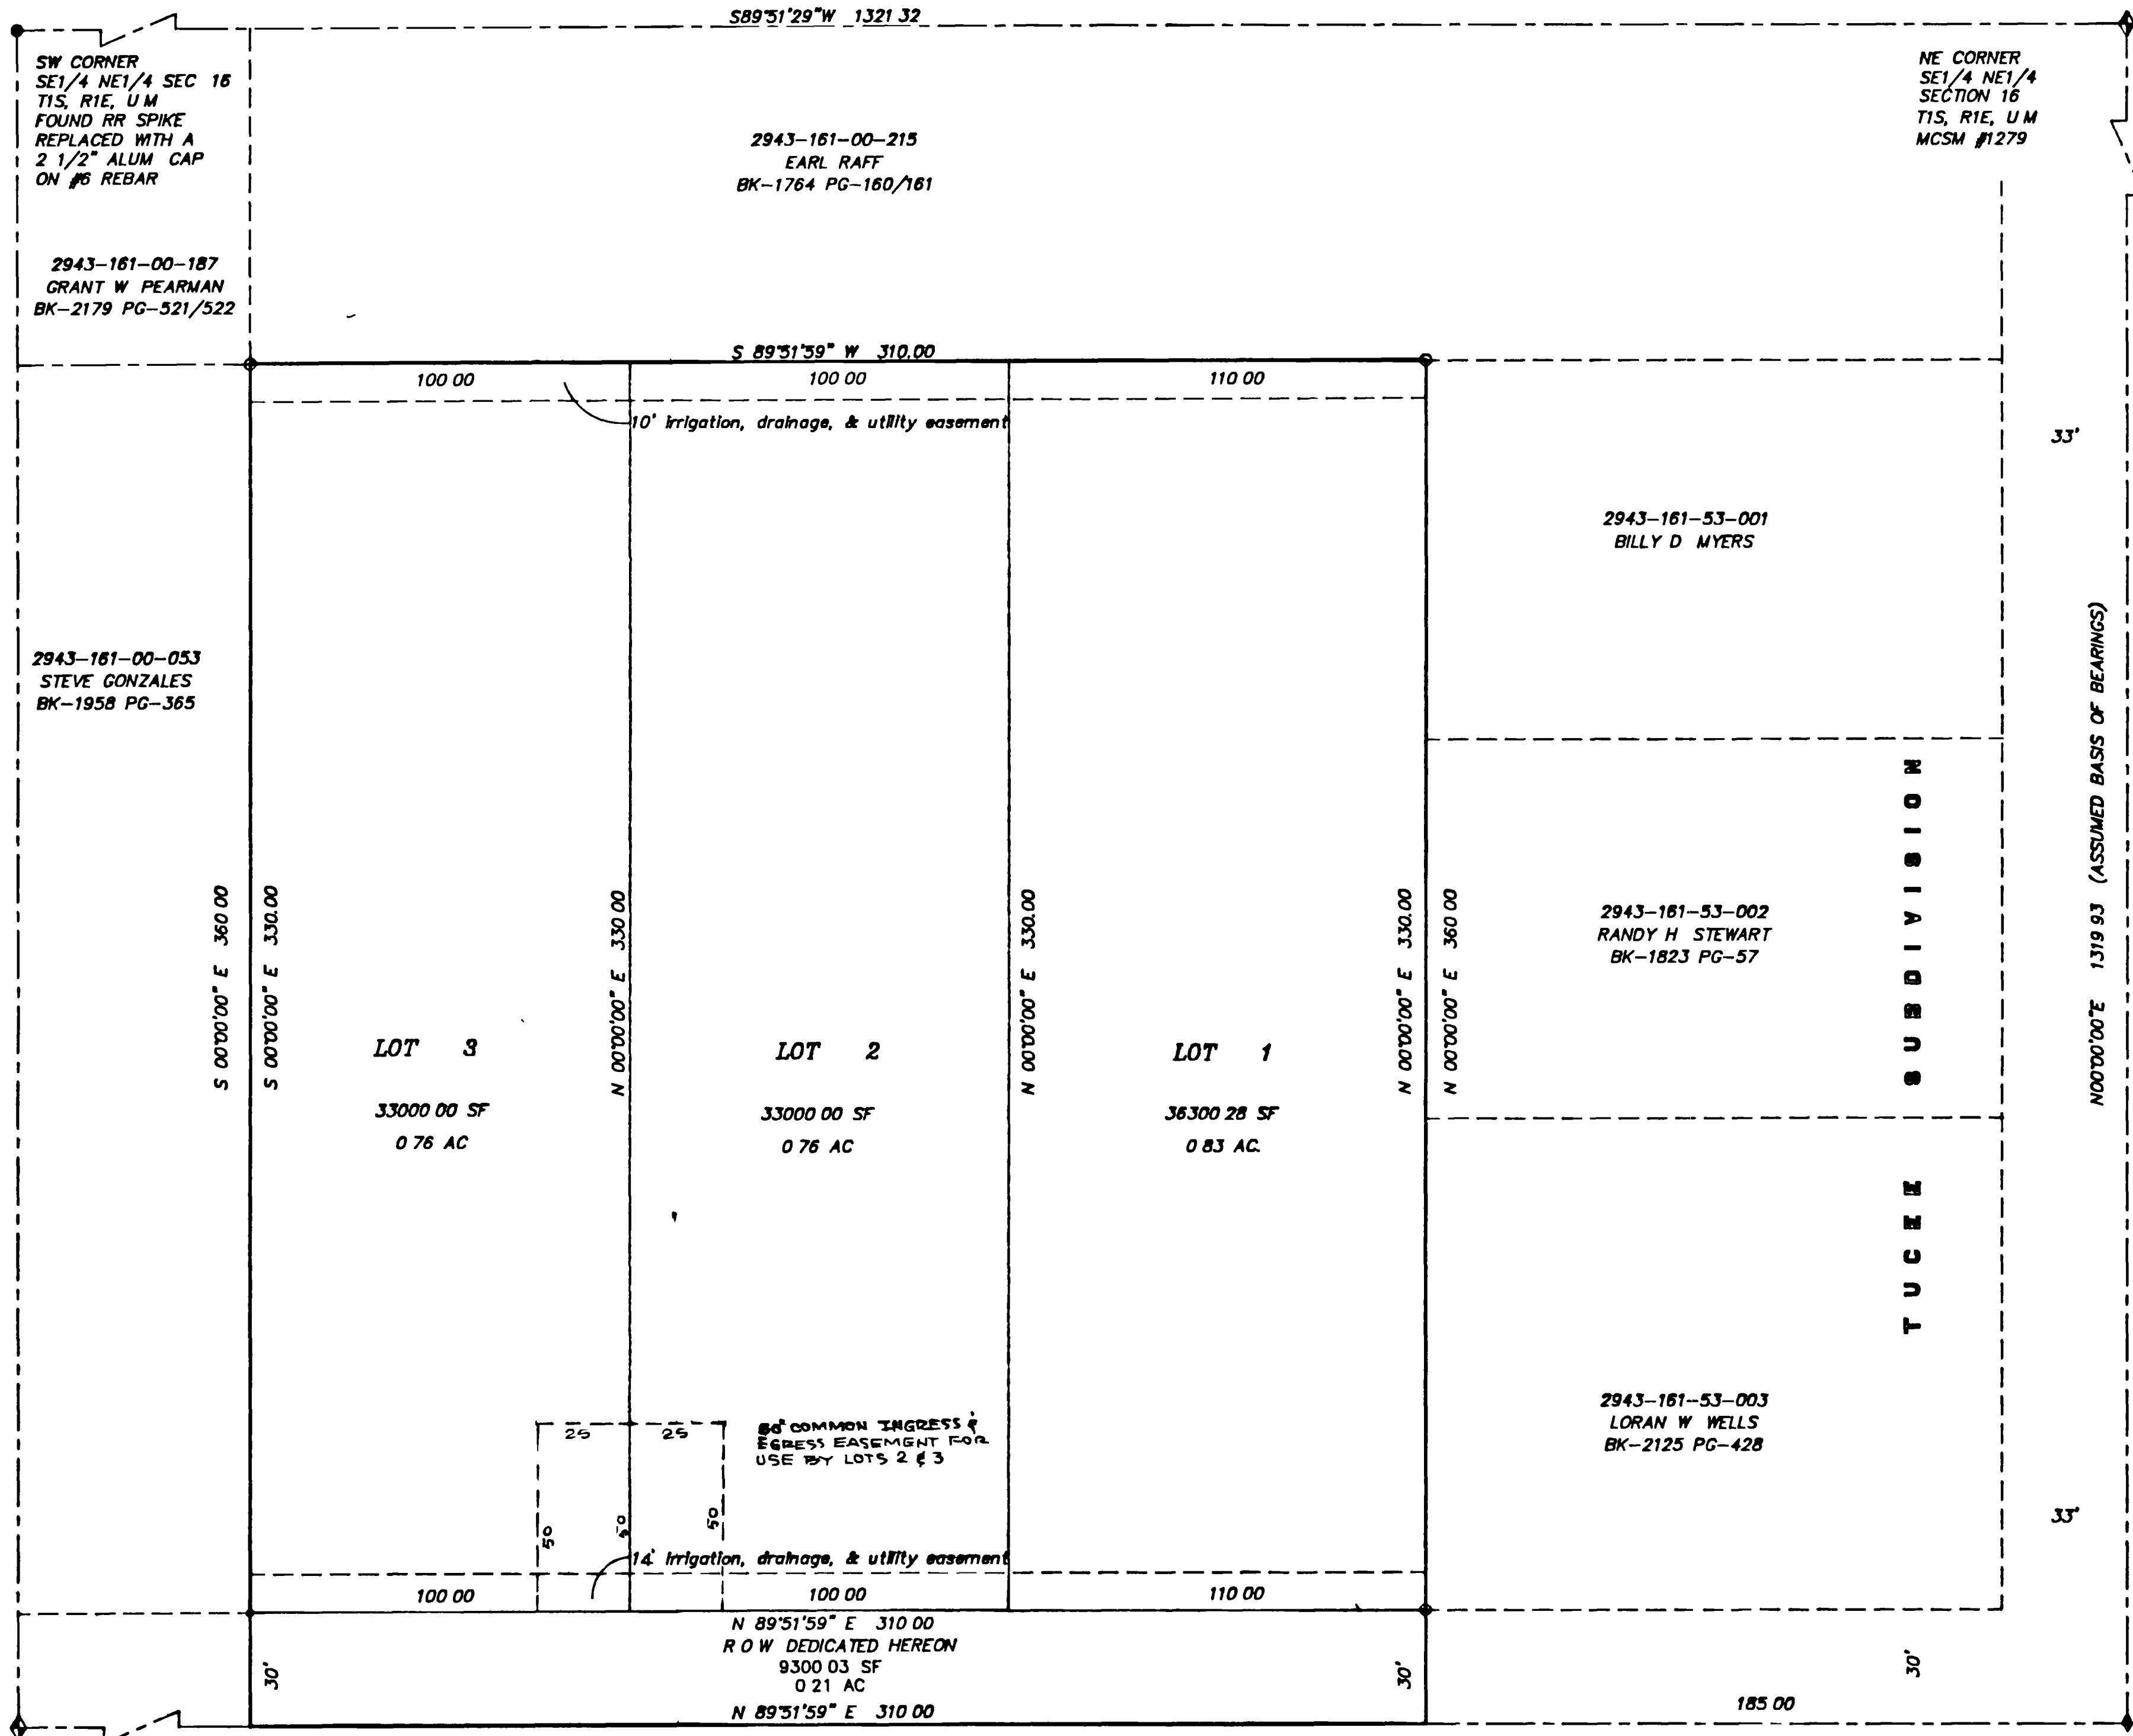 S89°51'29"W 1321 32
SW CORNER
SE1/4 NE1/4 SEC 16
T1S, R1E, U M
FOUND RR SPIKE
REPLACED WITH A
2 1/2" ALUM CAP
ON #6 REBAR
NE CORNER
SE1/4 NE1/4
SECTION 16
T1S, R1E, U M
MCSM #1279
2943-161-00-215
EARL RAFF
BK-1764 PG-160/161
2943-161-00-187
GRANT W PEARMAN
BK-2179 PG-521/522
S 89°51'59" W 310.00
100 00
100 00
110 00
10' irrigation, drainage, & utility easement
33'
2943-161-53-001
BILLY D MYERS
2943-161-00-053
STEVE GONZALES
BK-1958 PG-365
N00°00'00"E 1319 93 (ASSUMED BASIS OF BEARINGS)
S 00°00'00" E 360 00
S 00°00'00" E 330.00
N 00°00'00" E 330 00
N 00°00'00" E 330.00
N 00°00'00" E 330.00
N 00°00'00" E 360 00
2943-161-53-002
RANDY H STEWART
BK-1823 PG-57
SUBDIVISION
LOT 3
33000 00 SF
0 76 AC
LOT 2
33000 00 SF
0 76 AC
LOT 1
36300 28 SF
0 83 AC.
2943-161-53-003
LORAN W WELLS
BK-2125 PG-428
25
25
50
50
50
COMMON INGRESS &
EGRESS EASEMENT FOR
USE BY LOTS 2 & 3
14' irrigation, drainage, & utility easement
33'
100 00
100 00
110 00
N 89°51'59" E 310 00
R O W DEDICATED HEREON
9300 03 SF
0 21 AC
N 89°51'59" E 310 00
30'
30'
30'
185 00